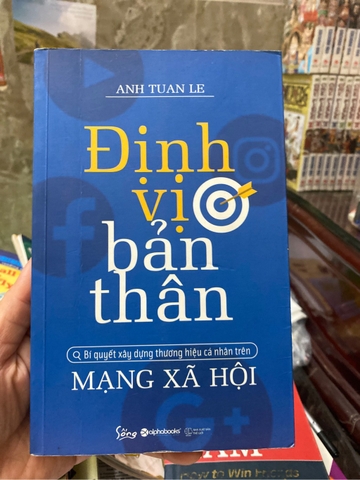 ANH TUAN LE
Định
vị
bản
thân
Bí quyết xây dựng thương hiệu cá nhân trên
MẠNG XÃ HỘI
Sống
alphabooks
How to Win Friends